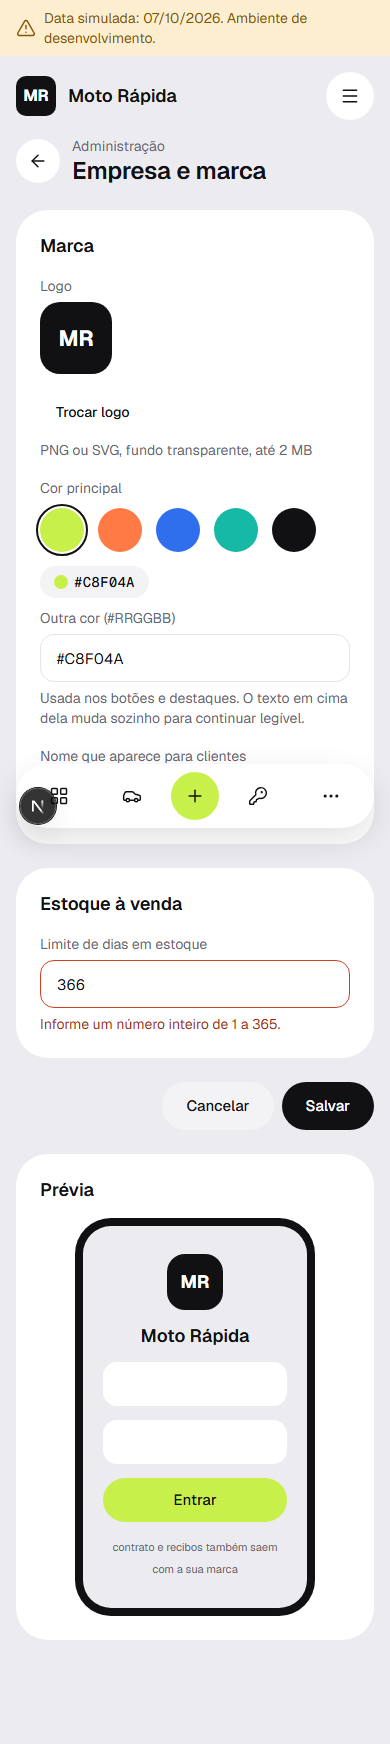 Data simulada: 07/10/2026. Ambiente de
desenvolvimento.
MR
Moto Rápida
Administração
Empresa e marca
Marca
Logo
MR
Trocar logo
PNG ou SVG, fundo transparente, até 2 MB
Cor principal
#C8F04A
Outra cor (#RRGGBB)
#C8F04A
Usada nos botões e destaques. O texto em cima
dela muda sozinho para continuar legível.
Nome que aparece para clientes
N
Estoque à venda
Limite de dias em estoque
366
Informe um número inteiro de 1 a 365.
Cancelar
Salvar
Prévia
MR
Moto Rápida
Entrar
contrato e recibos também saem
com a sua marca